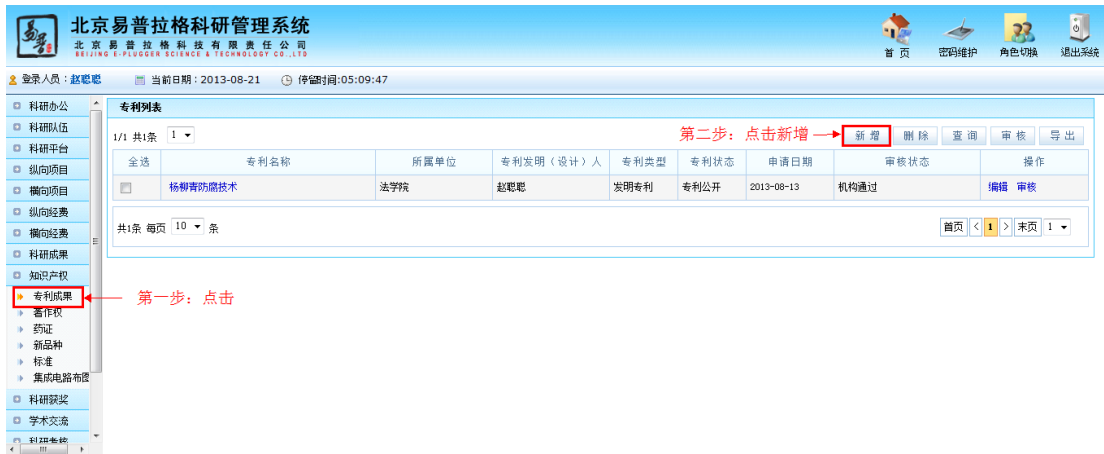 北京易普拉格科研管理系统
北京易普拉格科技有限责任公司
BEIJING E-PLUGGER SCIENCE & TECHNOLOGY CO.,LTD
首 页 密码维护 角色切换 退出系统
登录人员：赵聪聪 当前日期：2013-08-21 停留时间:05:09:47
科研办公
科研队伍
科研平台
纵向项目
横向项目
纵向经费
横向经费
科研成果
知识产权
专利成果
著作权
药证
新品种
标准
集成电路布图
科研获奖
学术交流
科研考核
第一步：点击
专利列表
1/1 共1条 1
第二步：点击新增
新 增 删 除 查 询 审 核 导 出
全选 专利名称 所属单位 专利发明（设计）人 专利类型 专利状态 申请日期 审核状态 操作
杨柳青防腐技术 法学院 赵聪聪 发明专利 专利公开 2013-08-13 机构通过 编辑 审核
共1条 每页 10 条 首页 < 1 > 末页 1